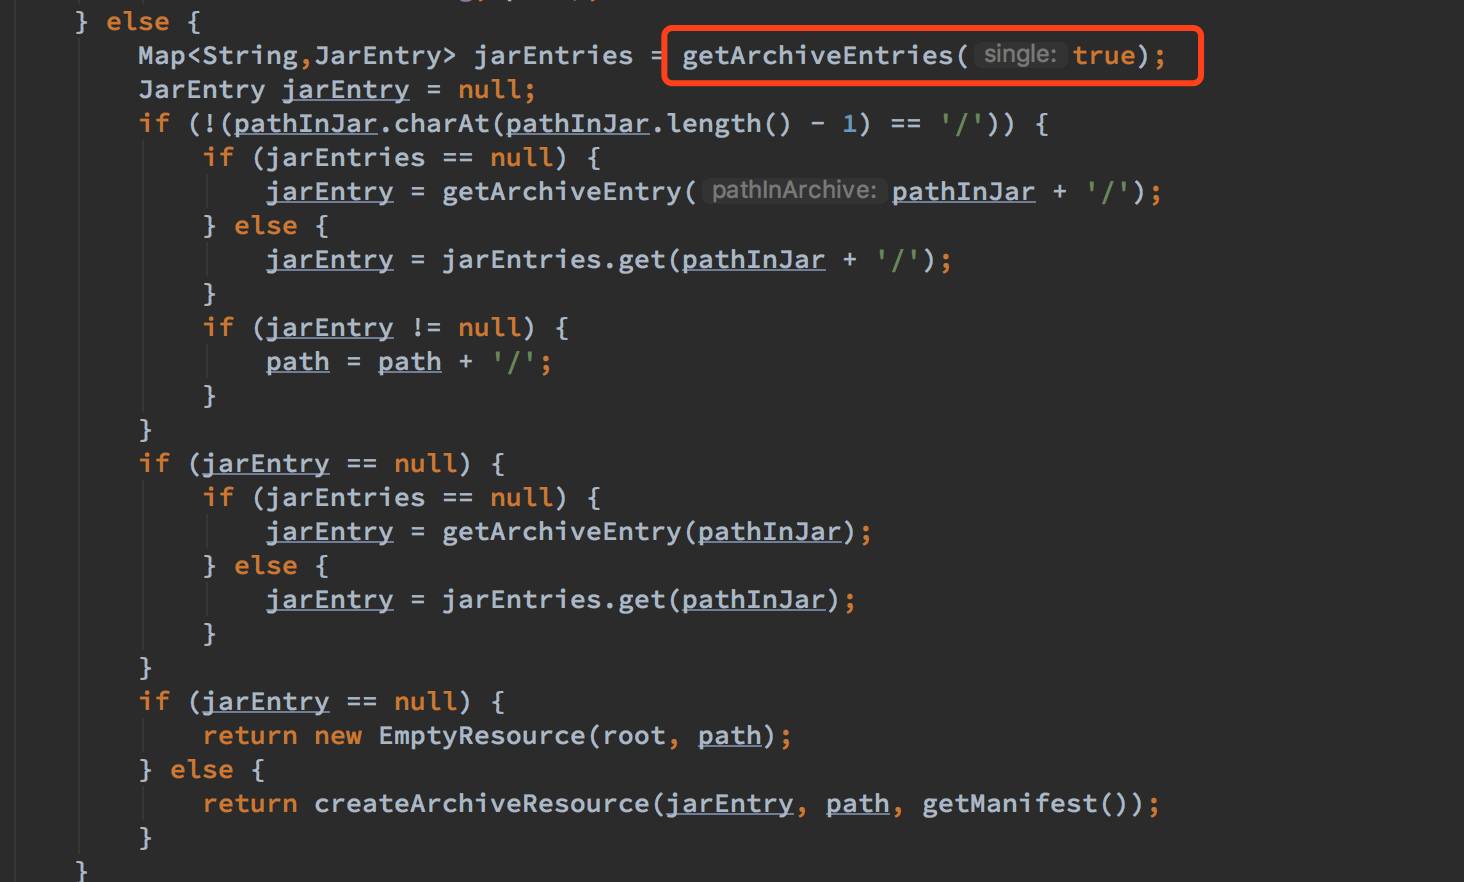 } else {
Map<String,JarEntry> jarEntries = getArchiveEntries( single: true);
JarEntry jarEntry = null;
if (!(pathInJar.charAt(pathInJar.length() - 1) == '/')) {
if (jarEntries == null) {
jarEntry = getArchiveEntry( pathInArchive: pathInJar + '/');
} else {
jarEntry = jarEntries.get(pathInJar + '/');
}
if (jarEntry != null) {
path = path + '/';
}
}
if (jarEntry == null) {
if (jarEntries == null) {
jarEntry = getArchiveEntry(pathInJar);
} else {
jarEntry = jarEntries.get(pathInJar);
}
}
if (jarEntry == null) {
return new EmptyResource(root, path);
} else {
return createArchiveResource(jarEntry, path, getManifest());
}
}